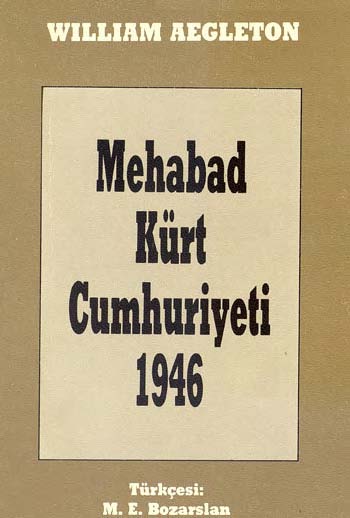 WILLIAM AEGLETON
Mehabad
Kürt
Cumhuriyeti
1946
Türkçesi:
M. E. Bozarslan